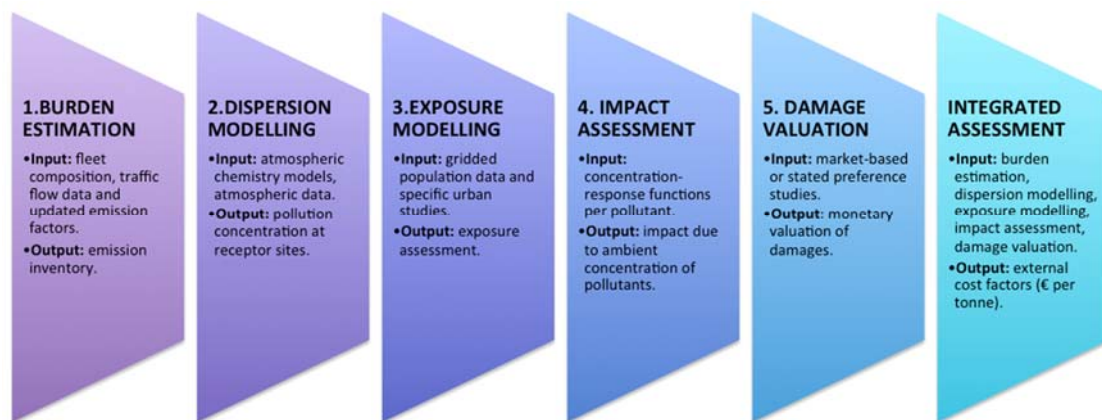 1.BURDEN
ESTIMATION
•Input: fleet
composition, traffic
flow data and
updated emission
factors.
•Output: emission
inventory.
2.DISPERSION
MODELLING
•Input: atmospheric
chemistry models,
atmospheric data.
•Output: pollution
concentration at
receptor sites.
3.EXPOSURE
MODELLING
•Input: gridded
population data and
specific urban
studies.
•Output: exposure
assessment.
4. IMPACT
ASSESSMENT
•Input:
concentration-
response functions
per pollutant.
•Output: impact due
to ambient
concentration of
pollutants.
5. DAMAGE
VALUATION
•Input: market-based
or stated preference
studies.
•Output: monetary
valuation of
damages.
INTEGRATED
ASSESSMENT
•Input: burden
estimation,
dispersion modelling,
exposure modelling,
impact assessment,
damage valuation.
•Output: external
cost factors (€ per
tonne).